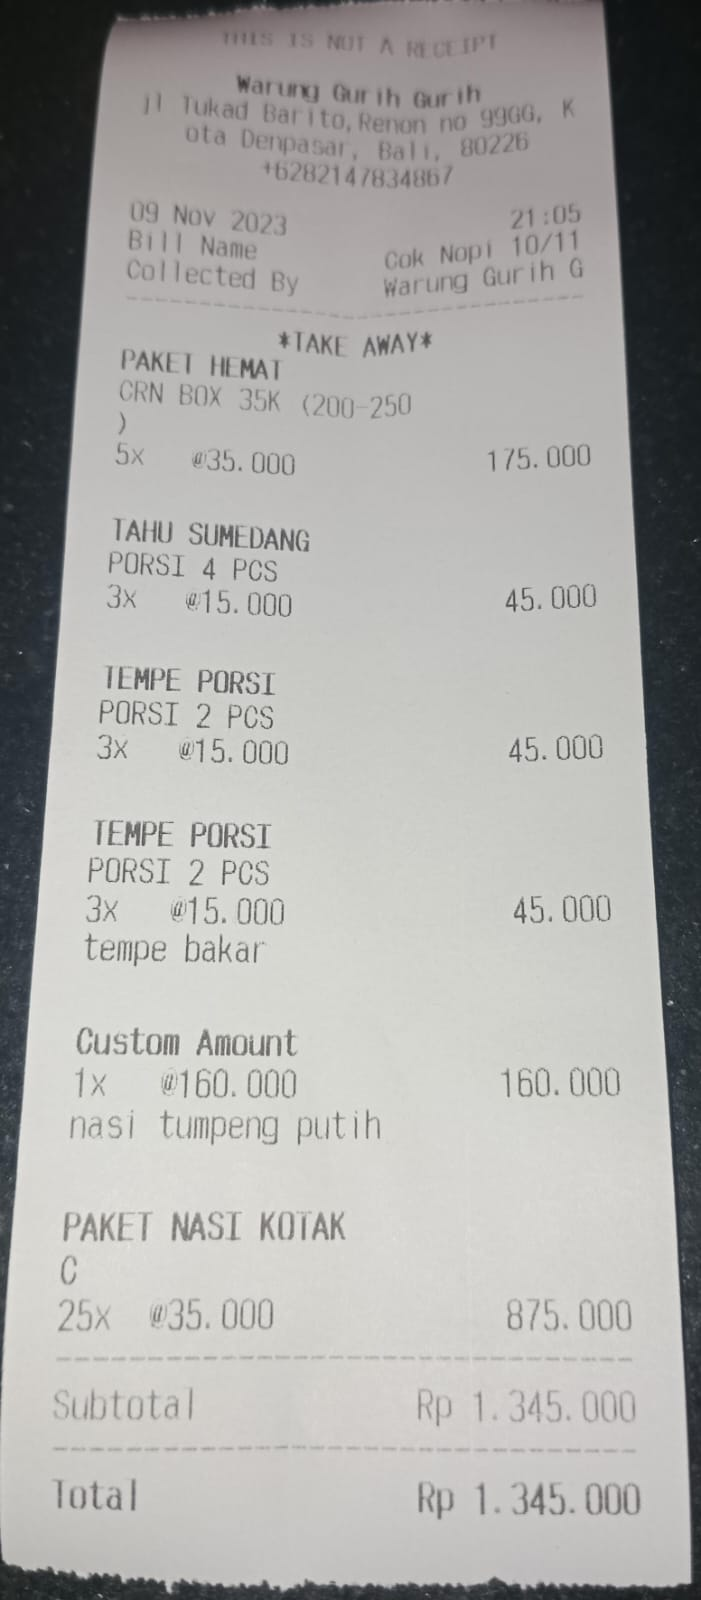 THIS IS NOT A RECEIPT
Warung Gurih Gurih
jl Tukad Barito,Renon no 99GG, K
ota Denpasar, Bali, 80226
+6282147834867
09 Nov 2023 21:05
Bill Name Cok Nopi 10/11
Collected By Warung Gurih G
*TAKE AWAY*
PAKET HEMAT
CRN BOX 35K (200-250
)
5x @35.000 175.000
TAHU SUMEDANG
PORSI 4 PCS
3x @15.000 45.000
TEMPE PORSI
PORSI 2 PCS
3x @15.000 45.000
TEMPE PORSI
PORSI 2 PCS
3x @15.000 45.000
tempe bakar
Custom Amount
1x @160.000 160.000
nasi tumpeng putih
PAKET NASI KOTAK
C
25x @35.000 875.000
Subtotal Rp 1.345.000
Total Rp 1.345.000